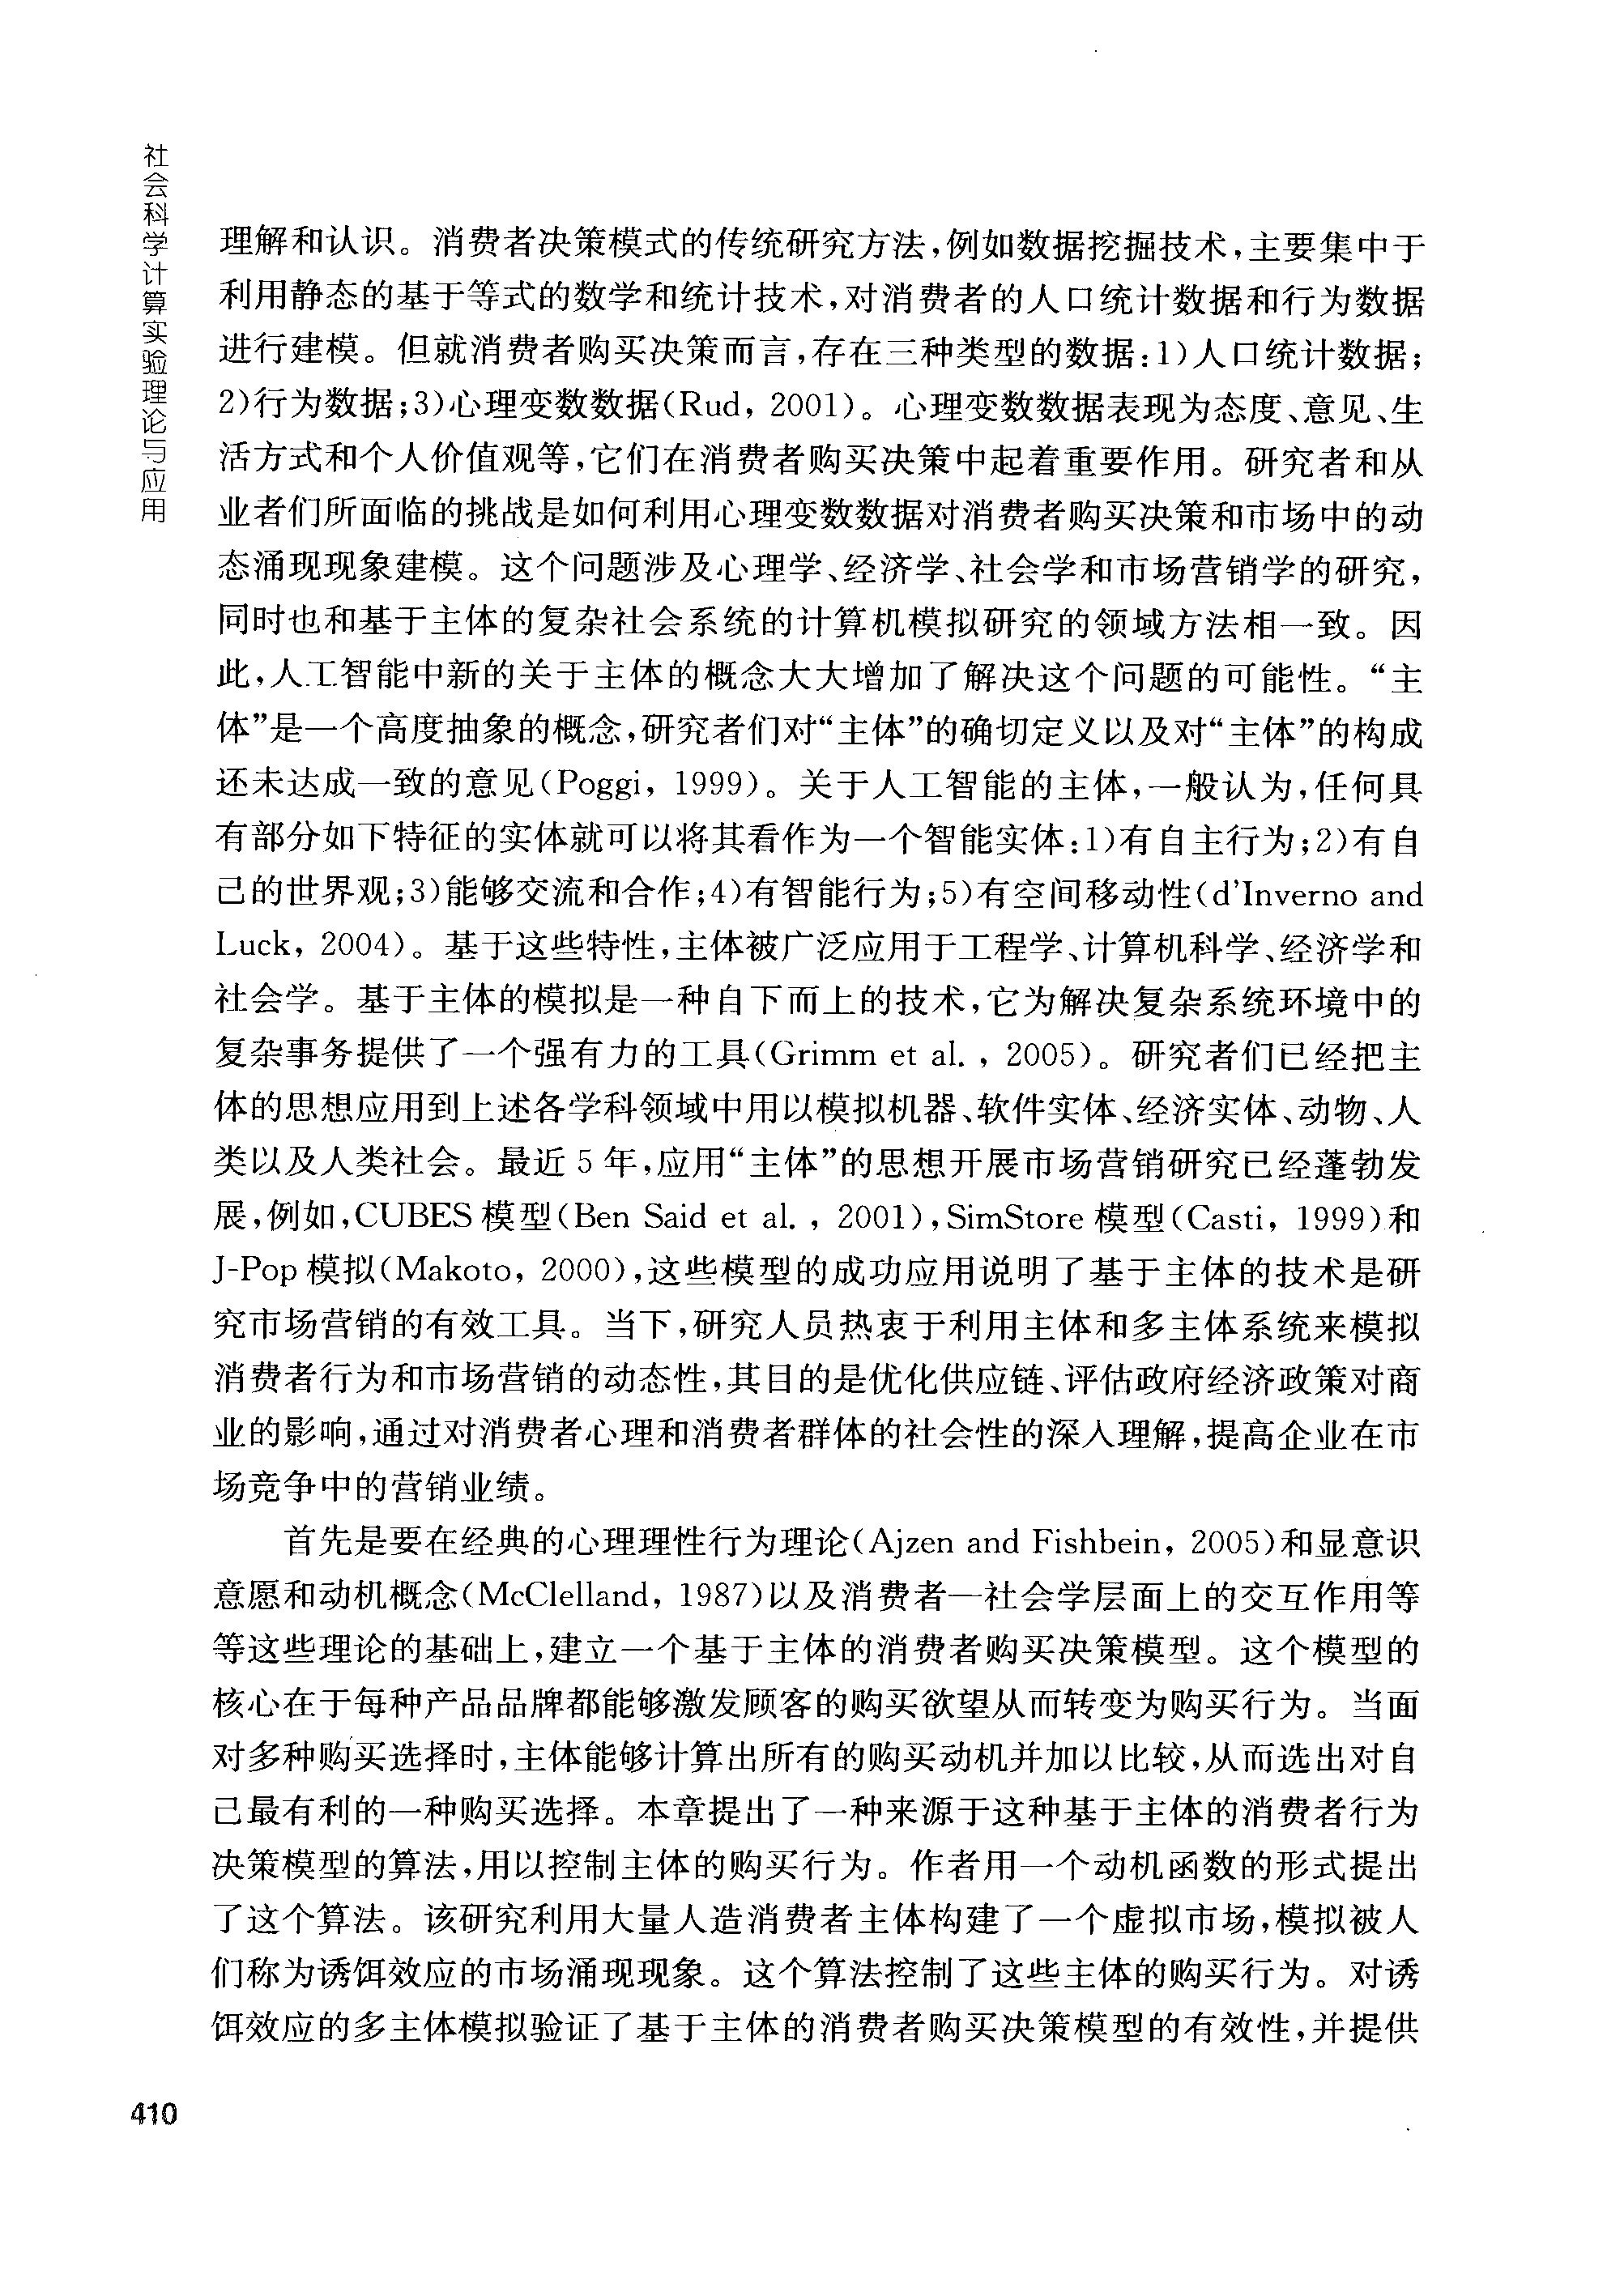 社会科学计算实验理论与应用
理解和认识。消费者决策模式的传统研究方法,例如数据挖掘技术,主要集中于
利用静态的基于等式的数学和统计技术,对消费者的人口统计数据和行为数据
进行建模。但就消费者购买决策而言,存在三种类型的数据:1)人口统计数据;
2)行为数据;3)心理变数数据(Rud, 2001)。心理变数数据表现为态度、意见、生
活方式和个人价值观等,它们在消费者购买决策中起着重要作用。研究者和从
业者们所面临的挑战是如何利用心理变数数据对消费者购买决策和市场中的动
态涌现现象建模。这个问题涉及心理学、经济学、社会学和市场营销学的研究,
同时也和基于主体的复杂社会系统的计算机模拟研究的领域方法相一致。因
此,人工智能中新的关于主体的概念大大增加了解决这个问题的可能性。“主
体”是一个高度抽象的概念,研究者们对“主体”的确切定义以及对“主体”的构成
还未达成一致的意见(Poggi, 1999)。关于人工智能的主体,一般认为,任何具
有部分如下特征的实体就可以将其看作为一个智能实体:1)有自主行为;2)有自
己的世界观;3)能够交流和合作;4)有智能行为;5)有空间移动性(d'Inverno and
Luck, 2004)。基于这些特性,主体被广泛应用于工程学、计算机科学、经济学和
社会学。基于主体的模拟是一种自下而上的技术,它为解决复杂系统环境中的
复杂事务提供了一个强有力的工具(Grimm et al. , 2005)。研究者们已经把主
体的思想应用到上述各学科领域中用以模拟机器、软件实体、经济实体、动物、人
类以及人类社会。最近 5 年,应用“主体”的思想开展市场营销研究已经蓬勃发
展,例如,CUBES 模型(Ben Said et al. , 2001),SimStore 模型(Casti, 1999)和
J-Pop 模拟(Makoto, 2000),这些模型的成功应用说明了基于主体的技术是研
究市场营销的有效工具。当下,研究人员热衷于利用主体和多主体系统来模拟
消费者行为和市场营销的动态性,其目的是优化供应链、评估政府经济政策对商
业的影响,通过对消费者心理和消费者群体的社会性的深入理解,提高企业在市
场竞争中的营销业绩。
首先是要在经典的心理理性行为理论(Ajzen and Fishbein, 2005)和显意识
意愿和动机概念(McClelland, 1987)以及消费者—社会学层面上的交互作用等
等这些理论的基础上,建立一个基于主体的消费者购买决策模型。这个模型的
核心在于每种产品品牌都能够激发顾客的购买欲望从而转变为购买行为。当面
对多种购买选择时,主体能够计算出所有的购买动机并加以比较,从而选出对自
己最有利的一种购买选择。本章提出了一种来源于这种基于主体的消费者行为
决策模型的算法,用以控制主体的购买行为。作者用一个动机函数的形式提出
了这个算法。该研究利用大量人造消费者主体构建了一个虚拟市场,模拟被人
们称为诱饵效应的市场涌现现象。这个算法控制了这些主体的购买行为。对诱
饵效应的多主体模拟验证了基于主体的消费者购买决策模型的有效性,并提供
410